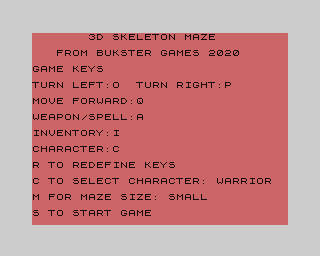 3D SKELETON MAZE
FROM BUKSTER GAMES 2020
GAME KEYS
TURN LEFT:O TURN RIGHT:P
MOVE FORWARD:Q
WEAPON/SPELL:A
INVENTORY:I
CHARACTER:C
R TO REDEFINE KEYS
C TO SELECT CHARACTER: WARRIOR
M FOR MAZE SIZE: SMALL
S TO START GAME